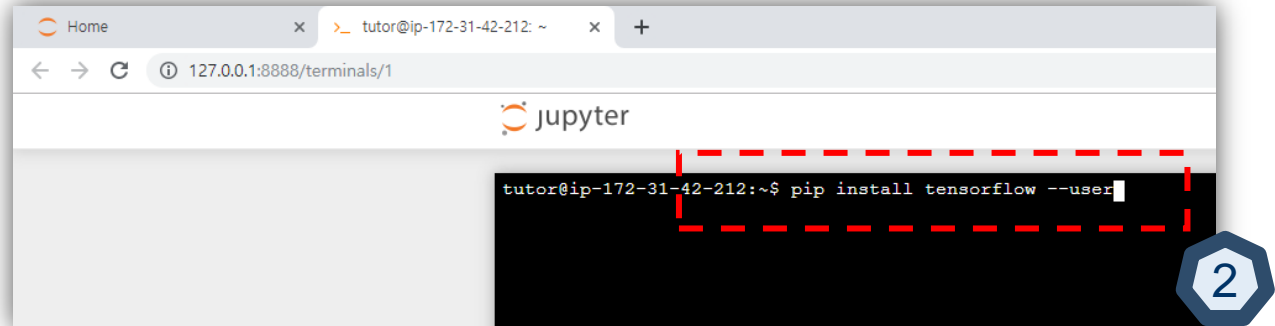 Home
tutor@ip-172-31-42-212: ~
127.0.0.1:8888/terminals/1
jupyter
tutor@ip-172-31-42-212:~$ pip install tensorflow --user
2